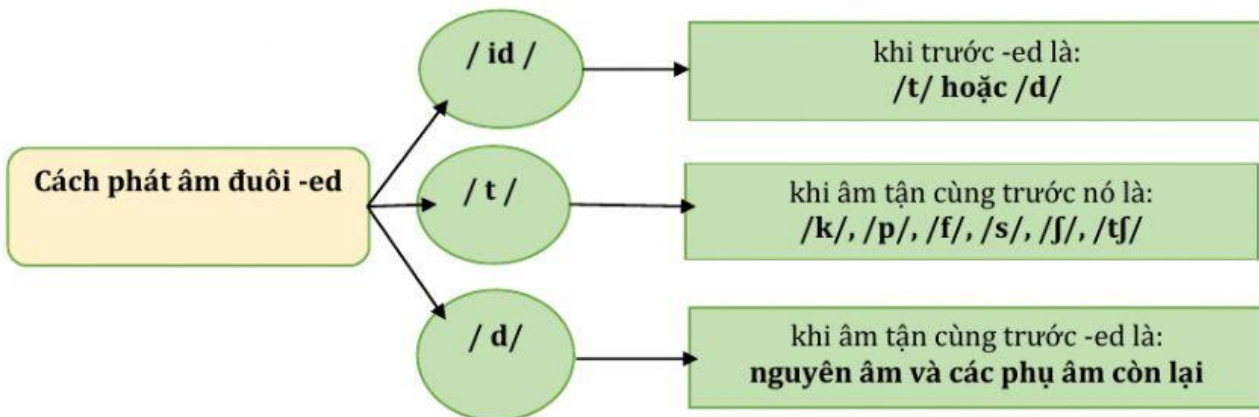 Cách phát âm đuôi -ed
/ id /
khi trước -ed là:
/t/ hoặc /d/
/ t /
khi âm tận cùng trước nó là:
/k/, /p/, /f/, /s/, /ʃ/, /tʃ/
/ d/
khi âm tận cùng trước -ed là:
nguyên âm và các phụ âm còn lại